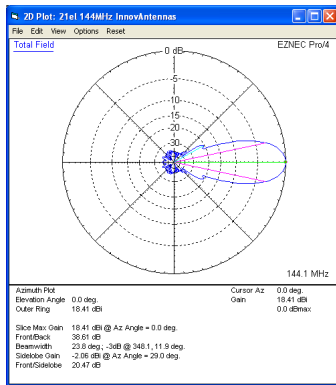 2D Plot: 21el 144MHz InnovAntennas
File Edit View Options Reset
Total Field
EZNEC Pro/4
0 dB
-5
-10
-15
-20
-30
144.1 MHz
Azimuth Plot
Elevation Angle 0.0 deg.
Outer Ring 18.41 dBi
Cursor Az 0.0 deg.
Gain 18.41 dBi
0.0 dBmax
Slice Max Gain 18.41 dBi @ Az Angle = 0.0 deg.
Front/Back 38.61 dB
Beamwidth 23.8 deg.; -3dB @ 348.1, 11.9 deg.
Sidelobe Gain -2.06 dBi @ Az Angle = 29.0 deg.
Front/Sidelobe 20.47 dB